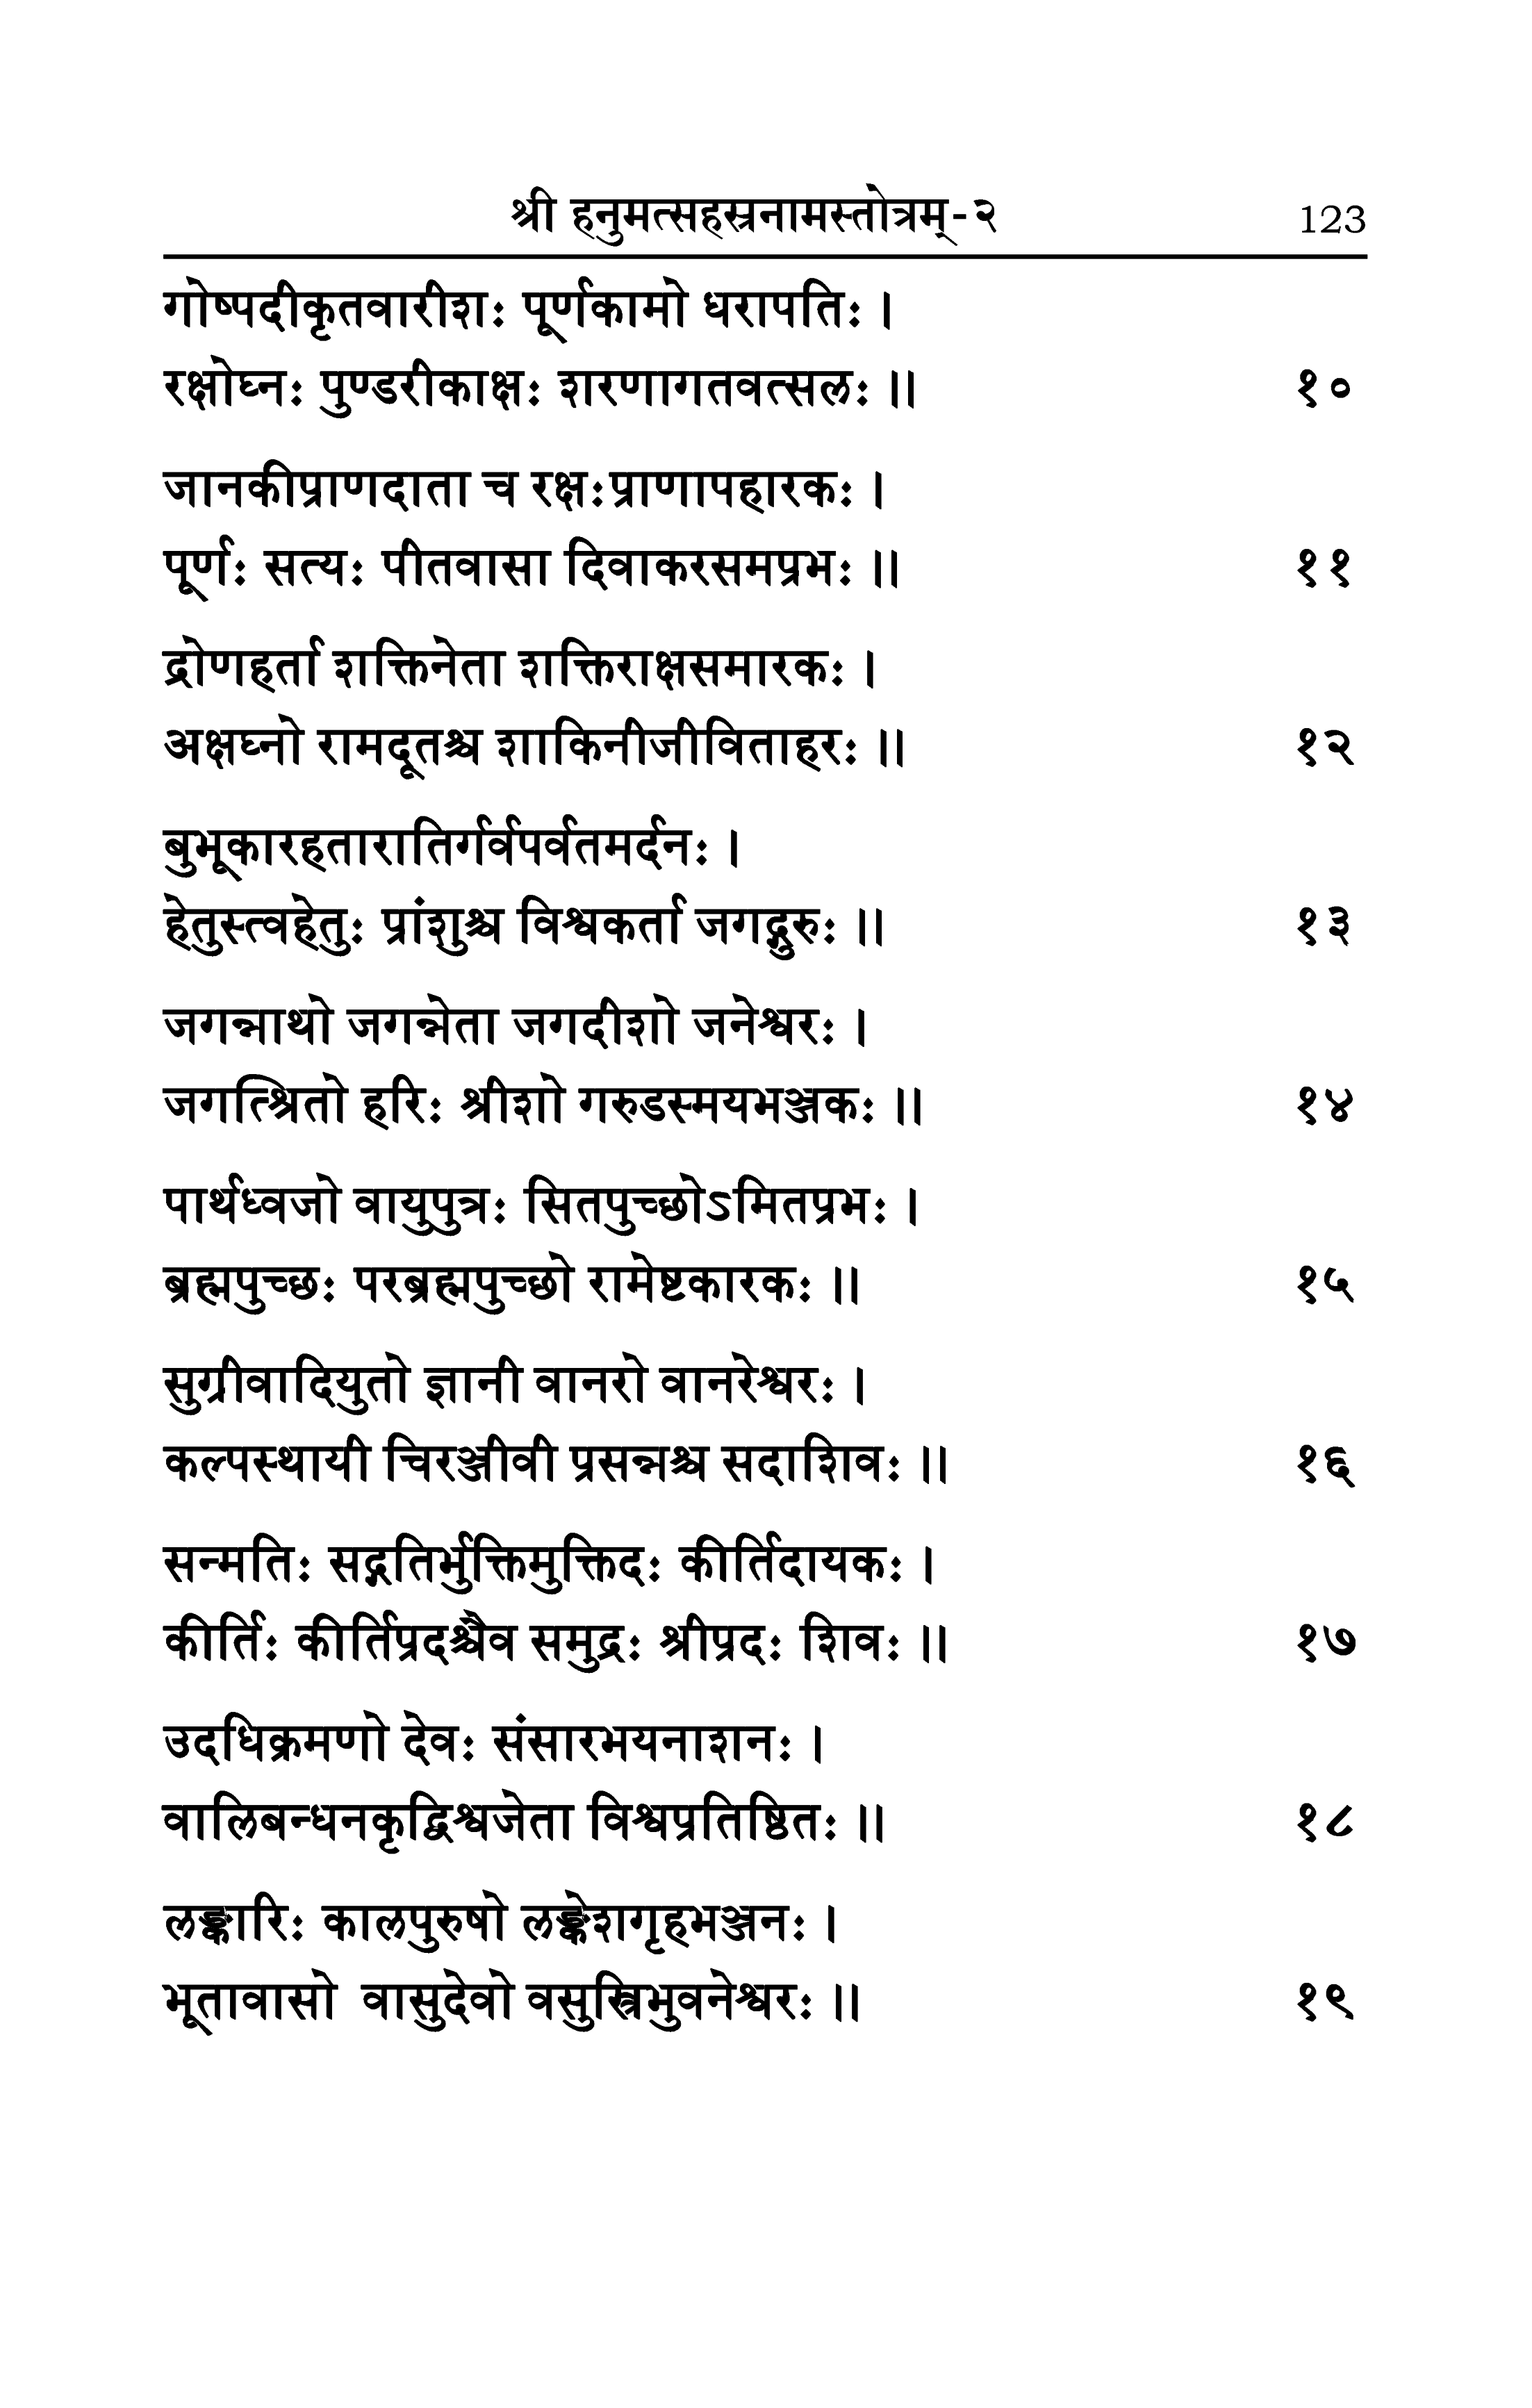 श्री हनुमत्सहस्रनामस्तोत्रम्-२ 123
गोष्पदीकृतवारीशः पूर्णकामो धरापतिः ।
रक्षोघ्नः पुण्डरीकाक्षः शरणागतवत्सलः ॥ १०
जानकीप्राणदाता च रक्षःप्राणापहारकः ।
पूर्णः सत्यः पीतवासा दिवाकरसमप्रभः ॥ ११
द्रोणहर्ता शक्तिनेता शक्तिराक्षसमारकः ।
अक्षघ्नो रामदूतश्च शाकिनीजीविताहरः ॥ १२
बुभूकारहतारातिर्गर्वपर्वतमर्दनः ।
हेतुस्त्वहेतुः प्रांशुश्च विश्वकर्ता जगद्गुरुः ॥ १३
जगन्नाथो जगन्नेता जगदीशो जनेश्वरः ।
जगत्श्रितो हरिः श्रीशो गरुडस्मयभञ्जकः ॥ १४
पार्थध्वजो वायुपुत्रः सितपुच्छोऽमितप्रभः ।
ब्रह्मपुच्छः परब्रह्मपुच्छो रामेष्टकारकः ॥ १५
सुग्रीवादियुतो ज्ञानी वानरो वानरेश्वरः ।
कल्पस्थायी चिरञ्जीवी प्रसन्नश्च सदाशिवः ॥ १६
सन्मतिः सद्गतिर्भुक्तिमुक्तिदः कीर्तिदायकः ।
कीर्तिः कीर्तिप्रदश्चैव समुद्रः श्रीप्रदः शिवः ॥ १७
उदधिक्रमणो देवः संसारभयनाशनः ।
वालिबन्धनकृद्विश्वजेता विश्वप्रतिष्ठितः ॥ १८
लङ्कारिः कालपुरुषो लङ्केशगृहभञ्जनः ।
भूतावासो वासुदेवो वसुस्त्रिभुवनेश्वरः ॥ १९